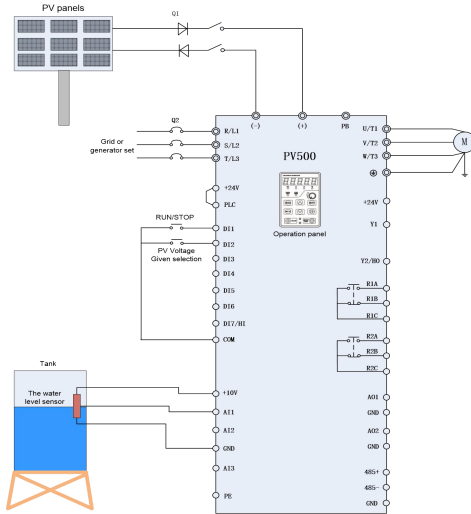 PV panels
Q1
(-)
(+)
PB
Q2
Grid or
generator set
R/L1
S/L2
T/L3
U/T1
V/T2
W/T3
M
PV500
Operation panel
+24V
PLC
+24V
RUN/STOP
DI1
Y1
PV Voltage
Given selection
DI2
DI3
Y2/HO
DI4
DI5
R1A
DI6
R1B
DI7/HI
R1C
COM
R2A
R2B
R2C
Tank
The water
level sensor
+10V
AO1
AI1
GND
AI2
AO2
GND
GND
AI3
485+
485-
PE
GND